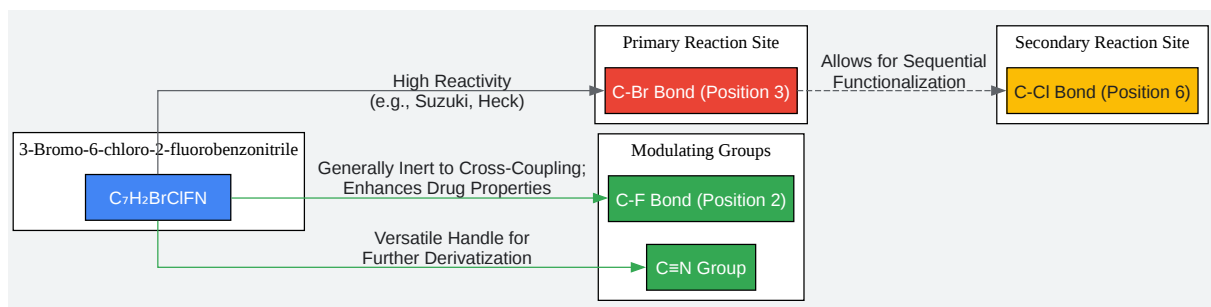 Primary Reaction Site
C-Br Bond (Position 3)
Secondary Reaction Site
C-Cl Bond (Position 6)
High Reactivity
(e.g., Suzuki, Heck)
Allows for Sequential
Functionalization
3-Bromo-6-chloro-2-fluorobenzonitrile
C₇H₂BrClFN
Generally Inert to Cross-Coupling;
Enhances Drug Properties
Versatile Handle for
Further Derivatization
Modulating Groups
C-F Bond (Position 2)
C≡N Group